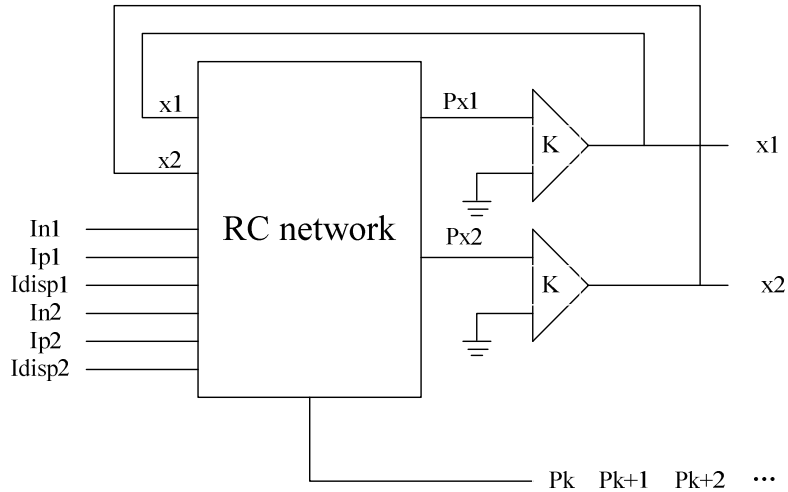 x1
Px1
K
x1
x2
In1
RC network
Px2
Ip1
Idisp1
K
x2
In2
Ip2
Idisp2
Pk Pk+1 Pk+2 ...